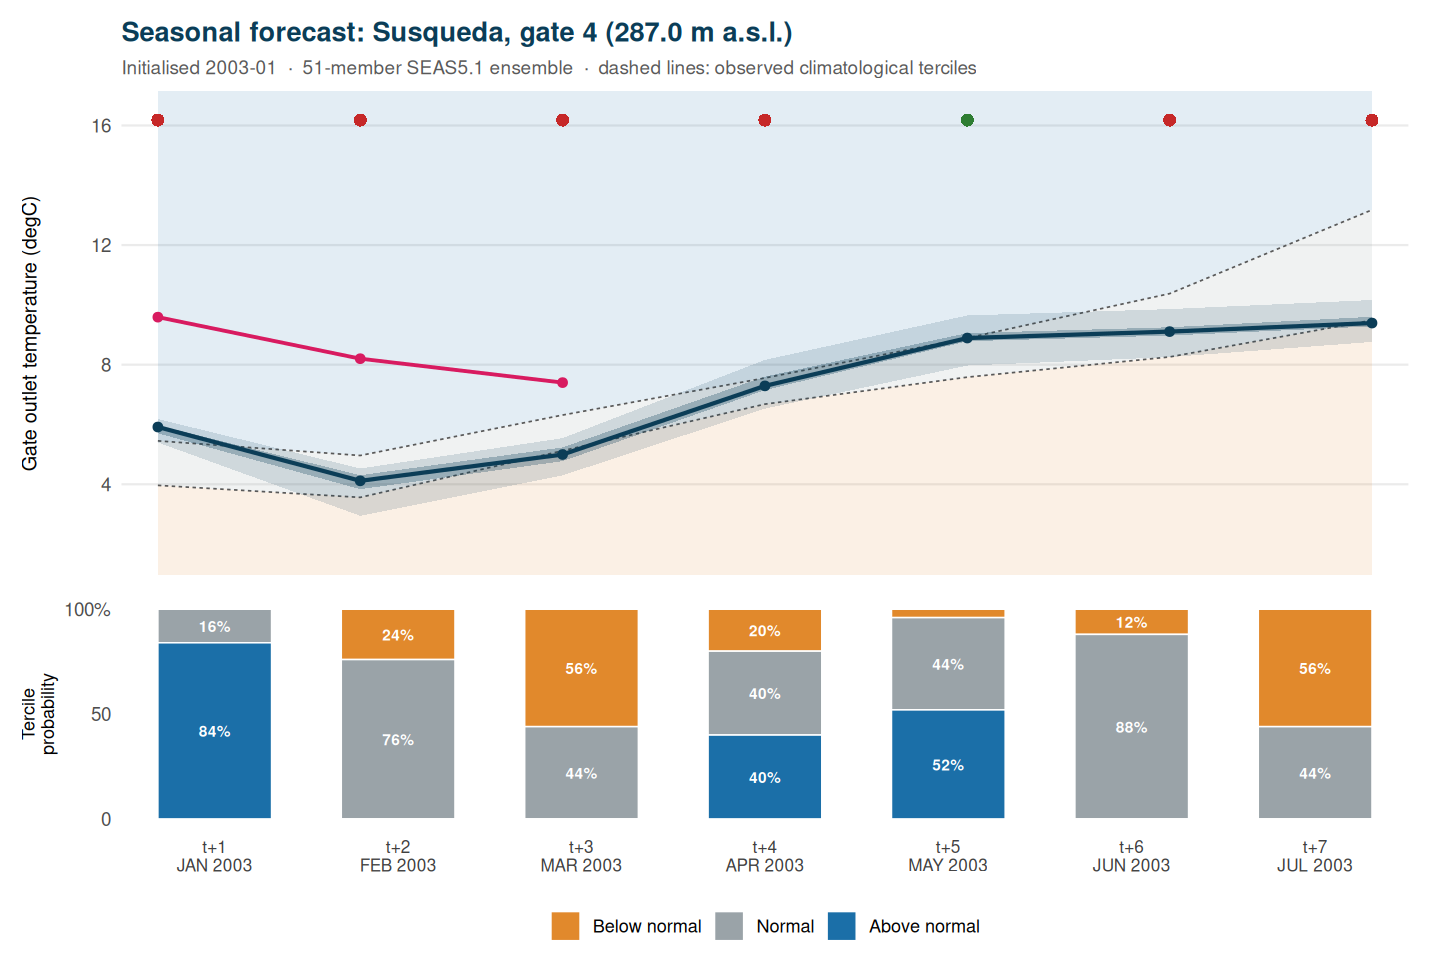 Seasonal forecast: Susqueda, gate 4 (287.0 m a.s.l.)
Initialised 2003-01 · 51-member SEAS5.1 ensemble · dashed lines: observed climatological terciles
Gate outlet temperature (degC)
16
12
8
4
Tercile
probability
100%
50
0
16%
84%
24%
76%
56%
44%
20%
40%
40%
44%
52%
12%
88%
56%
44%
t+1
JAN 2003
t+2
FEB 2003
t+3
MAR 2003
t+4
APR 2003
t+5
MAY 2003
t+6
JUN 2003
t+7
JUL 2003
Below normal
Normal
Above normal